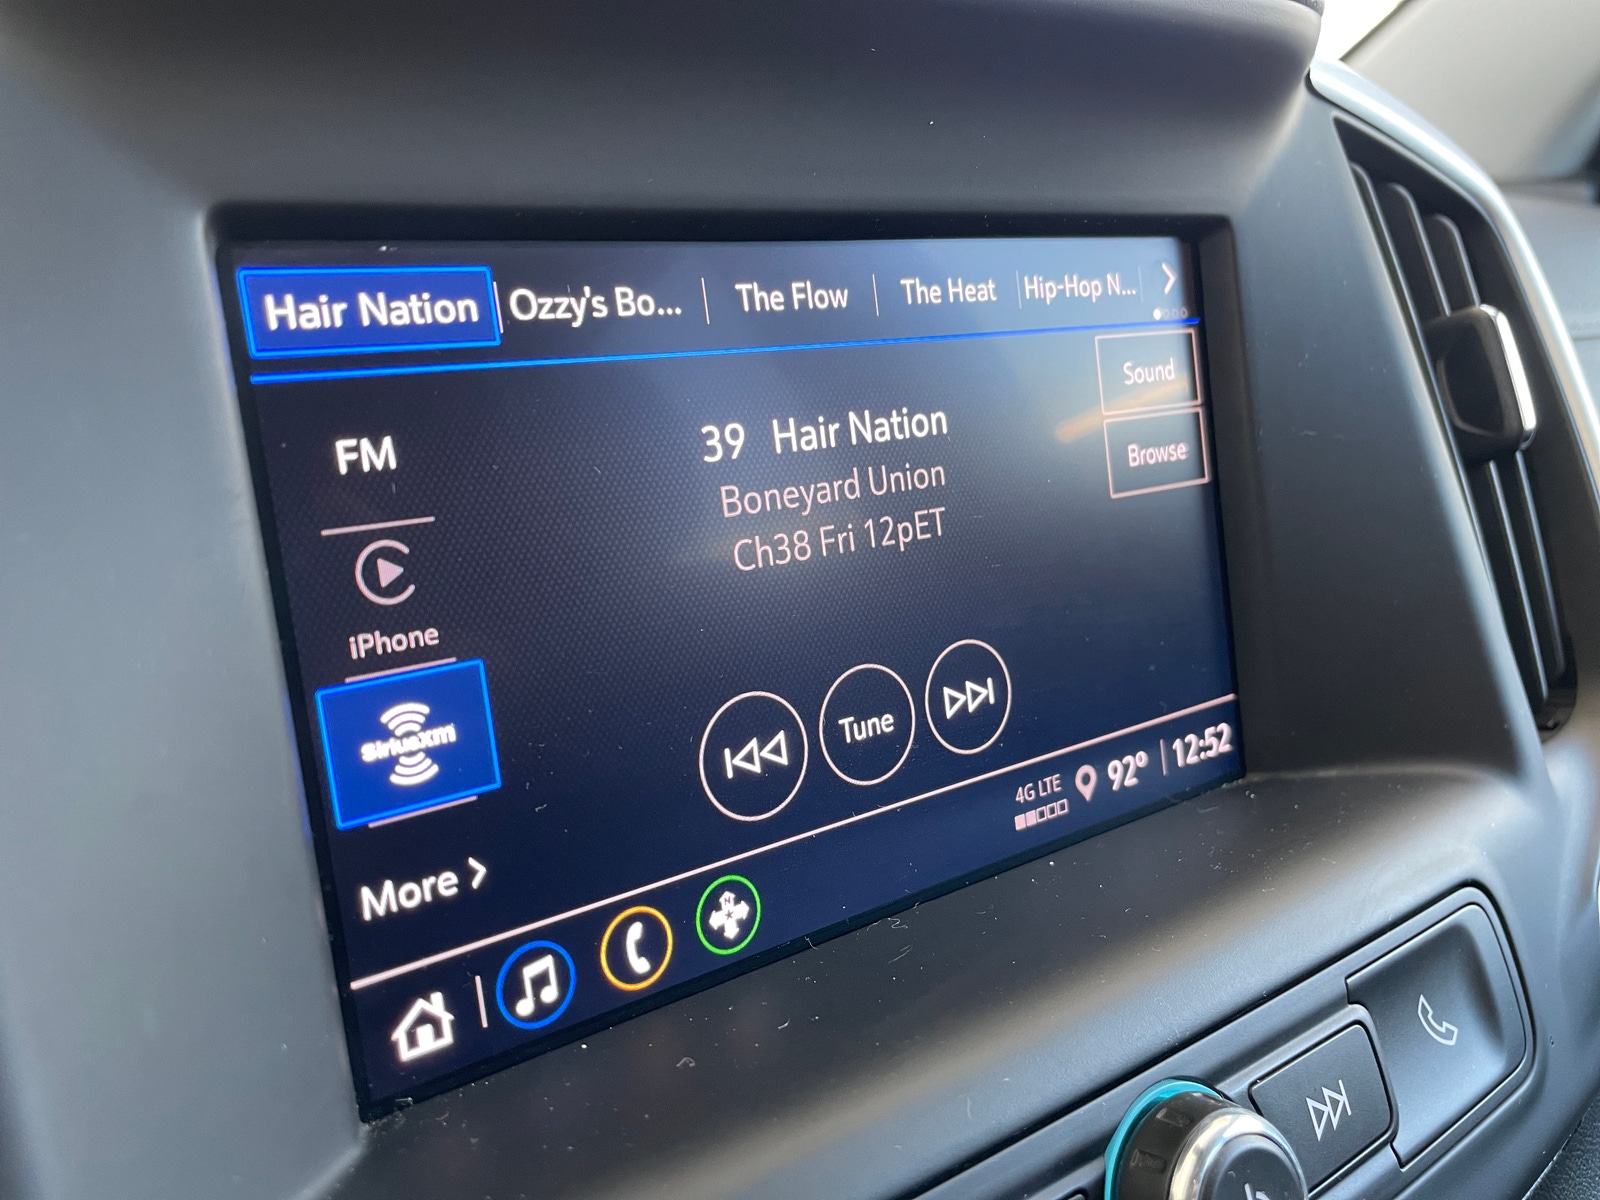 Hair Nation
Ozzy's Bo...
The Flow
The Heat
Hip-Hop N...
Sound
Browse
FM
iPhone
SiriusXM
More >
39 Hair Nation
Boneyard Union
Ch38 Fri 12pET
Tune
4G LTE
92° 12:52
N